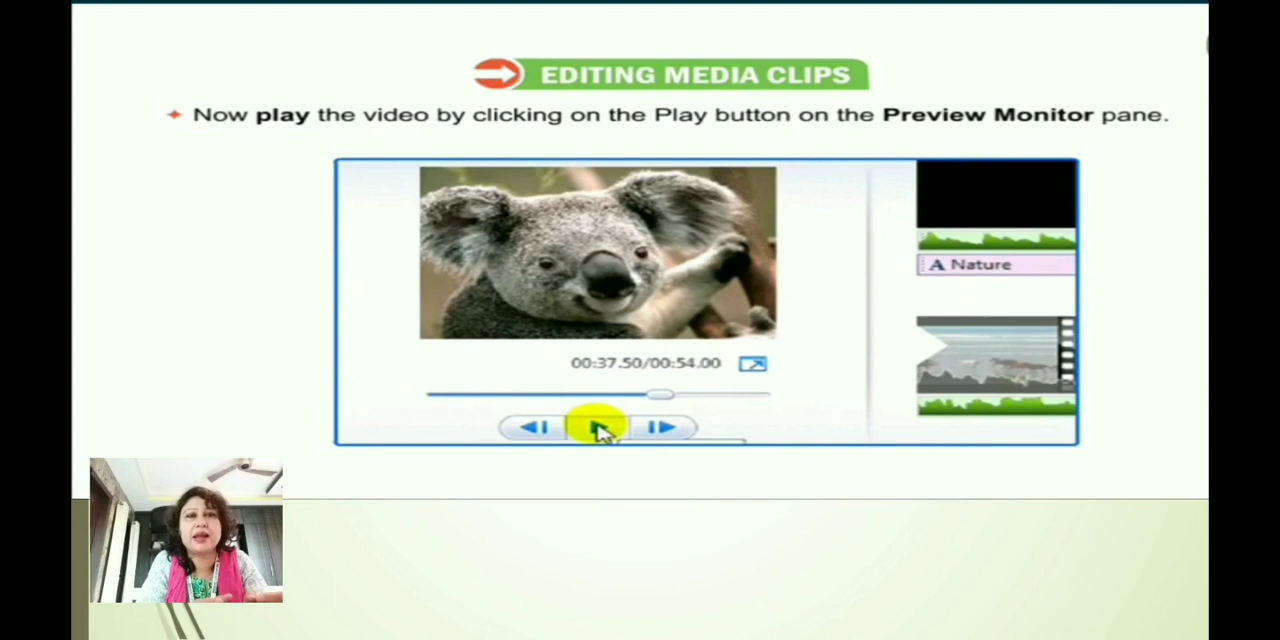 EDITING MEDIA CLIPS
Now play the video by clicking on the Play button on the Preview Monitor pane.
00:37.50/00:54.00
A Nature